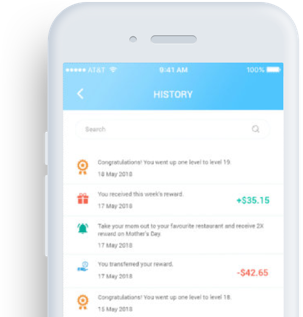 AT&T
9:41 AM
100%
HISTORY
Search
Congratulations! You went up one level to level 19.
18 May 2018
You received this week's reward.
+$35.15
17 May 2018
Take your mom out to your favourite restaurant and receive 2X
reward on Mother's Day.
17 May 2018
You transferred your reward.
-$42.65
17 May 2018
Congratulations! You went up one level to level 18.
15 May 2018